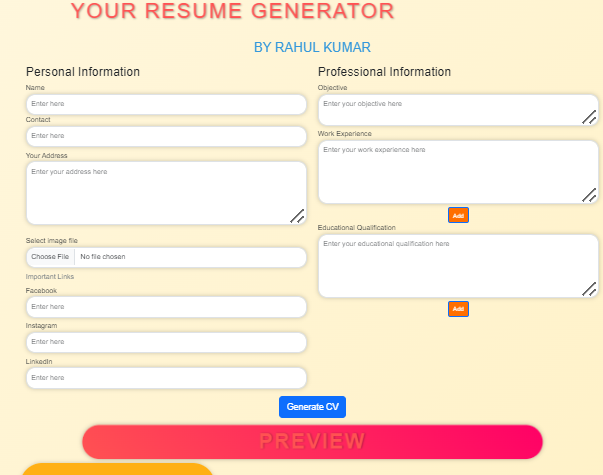 YOUR RESUME GENERATOR
BY RAHUL KUMAR
Personal Information
Name
Enter here
Contact
Enter here
Your Address
Enter your address here
Select image file
Choose File No file chosen
Important Links
Facebook
Enter here
Instagram
Enter here
LinkedIn
Enter here
Professional Information
Objective
Enter your objective here
Work Experience
Enter your work experience here
Add
Educational Qualification
Enter your educational qualification here
Add
Generate CV
PREVIEW